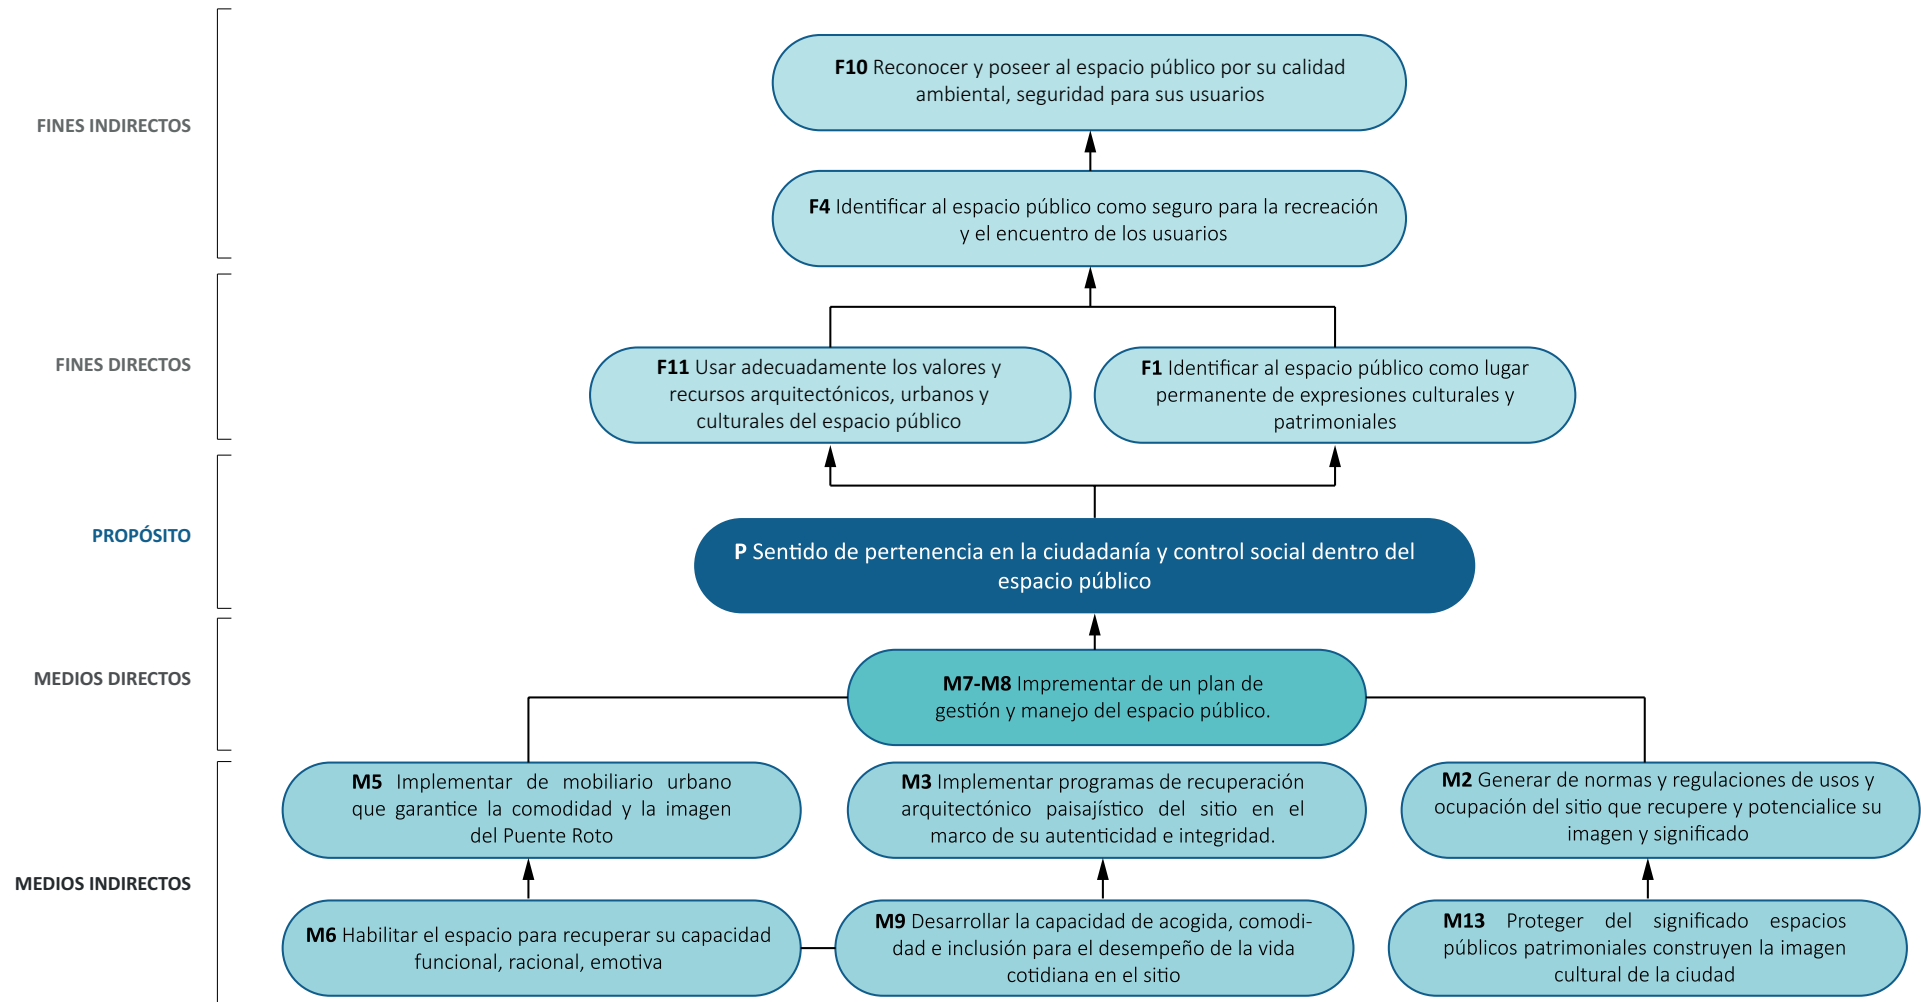 FINES INDIRECTOS
F10 Reconocer y poseer al espacio público por su calidad
ambiental, seguridad para sus usuarios
F4 Identificar al espacio público como seguro para la recreación
y el encuentro de los usuarios
FINES DIRECTOS
F11 Usar adecuadamente los valores y
recursos arquitectónicos, urbanos y
culturales del espacio público
F1 Identificar al espacio público como lugar
permanente de expresiones culturales y
patrimoniales
PROPÓSITO
P Sentido de pertenencia en la ciudadanía y control social dentro del
espacio público
MEDIOS DIRECTOS
M7-M8 Imprementar de un plan de
gestión y manejo del espacio público.
MEDIOS INDIRECTOS
M5 Implementar de mobiliario urbano
que garantice la comodidad y la imagen
del Puente Roto
M3 Implementar programas de recuperación
arquitectónico paisajístico del sitio en el
marco de su autenticidad e integridad.
M2 Generar de normas y regulaciones de usos y
ocupación del sitio que recupere y potencialice su
imagen y significado
M6 Habilitar el espacio para recuperar su capacidad
funcional, racional, emotiva
M9 Desarrollar la capacidad de acogida, comodi-
dad e inclusión para el desempeño de la vida
cotidiana en el sitio
M13 Proteger del significado espacios
públicos patrimoniales construyen la imagen
cultural de la ciudad